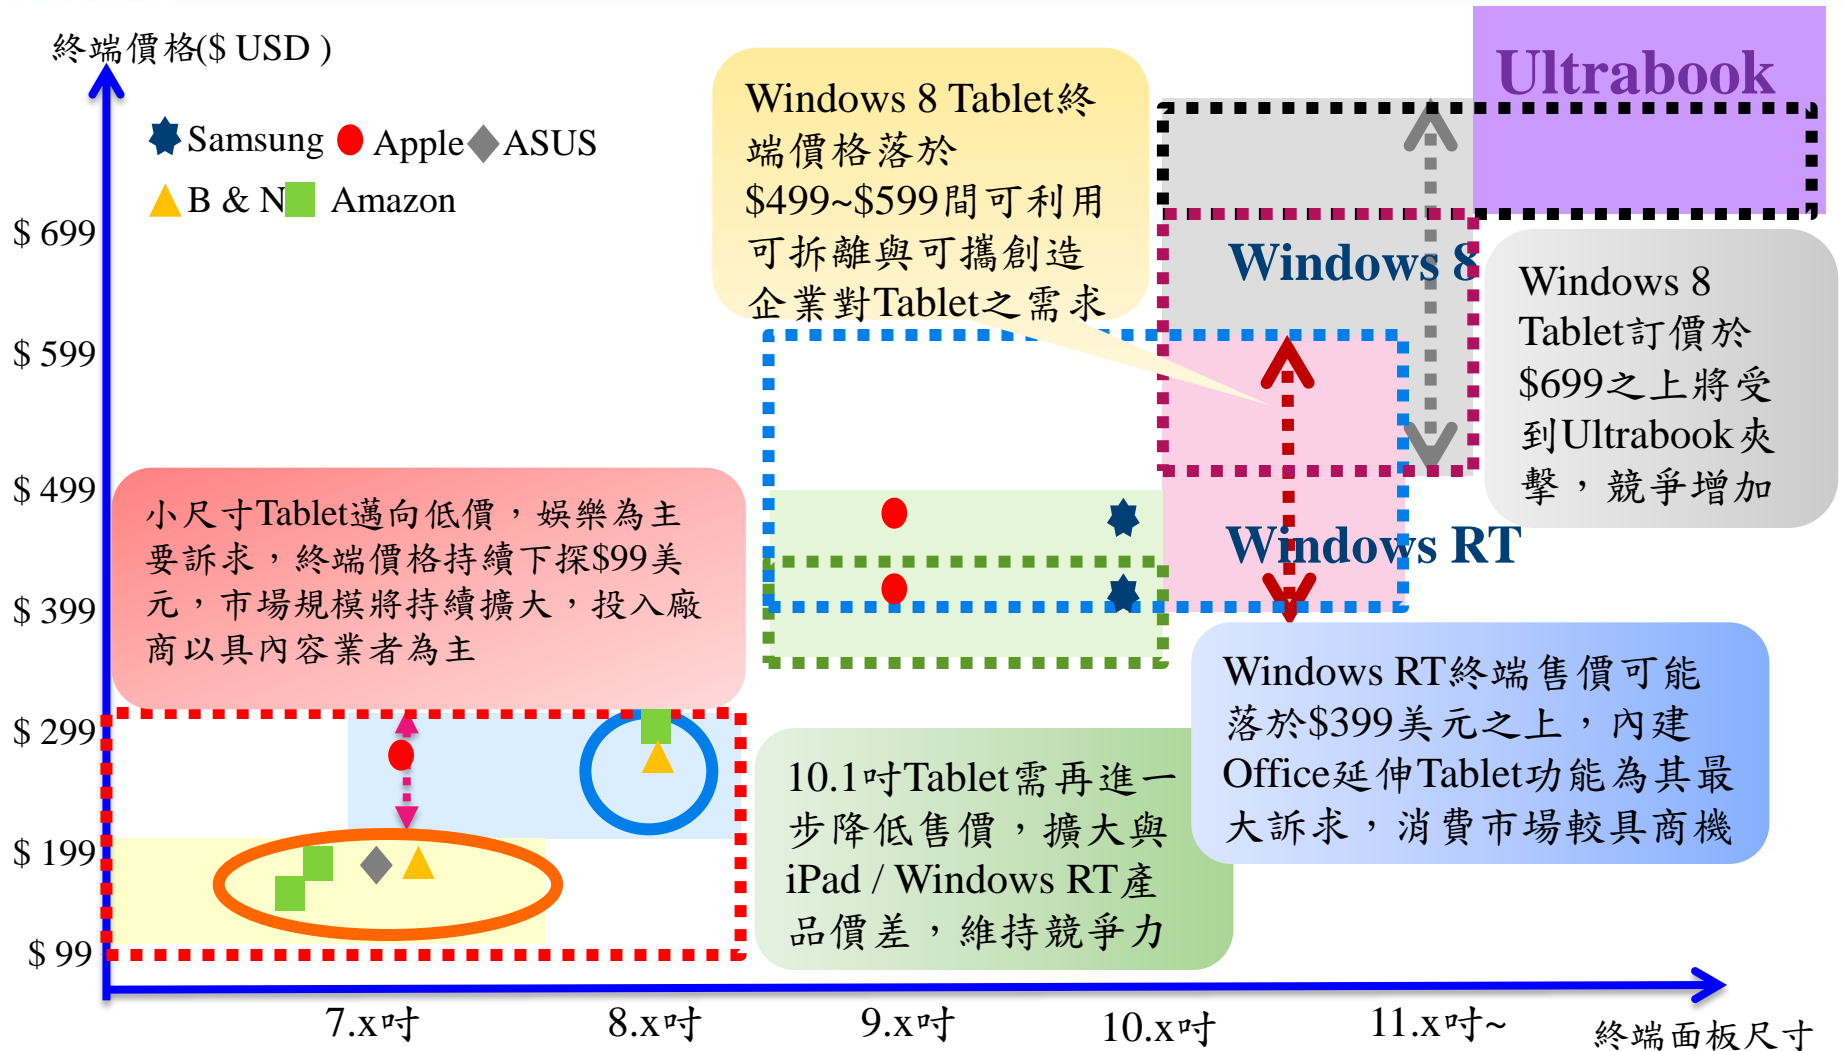 終端價格($ USD )
Ultrabook
Samsung
Apple
ASUS
B & N
Amazon
Windows 8 Tablet終
端價格落於
$499~$599間可利用
可拆離與可攜創造
企業對Tablet之需求
$ 699
Windows 8
Windows 8
Tablet訂價於
$699之上將受
到Ultrabook夾
擊，競爭增加
$ 599
$ 499
小尺寸Tablet邁向低價，娛樂為主
要訴求，終端價格持續下探$99美
元，市場規模將持續擴大，投入廠
商以具內容業者為主
Windows RT
$ 399
Windows RT終端售價可能
落於$399美元之上，內建
Office延伸Tablet功能為其最
大訴求，消費市場較具商機
$ 299
10.1吋Tablet需再進一
步降低售價，擴大與
iPad / Windows RT產
品價差，維持競爭力
$ 199
$ 99
7.x吋
8.x吋
9.x吋
10.x吋
11.x吋~
終端面板尺寸